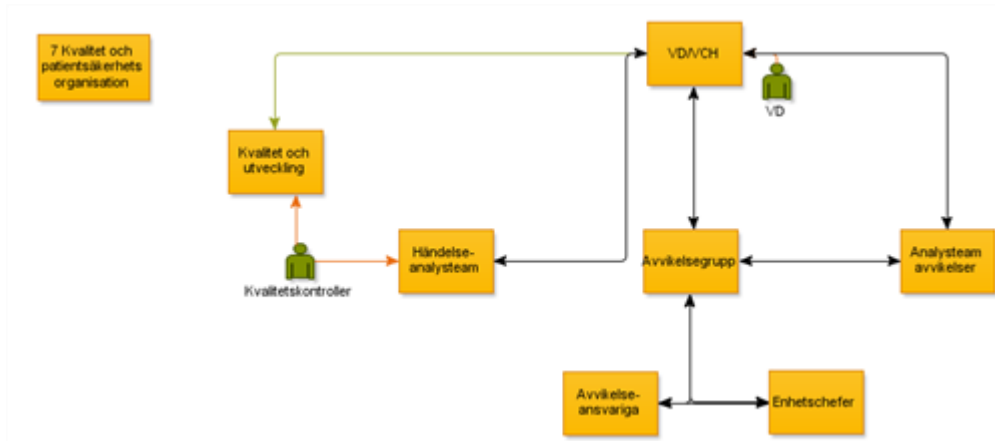 7 Kvalitet och
patientsäkerhets
organisation
VD/VCH
VD
Kvalitet och
utveckling
Händelse-
analysteam
Avvikelsegrupp
Analysteam
avvikelser
Kvalitetskontroller
Avvikelse-
ansvariga
Enhetschefer